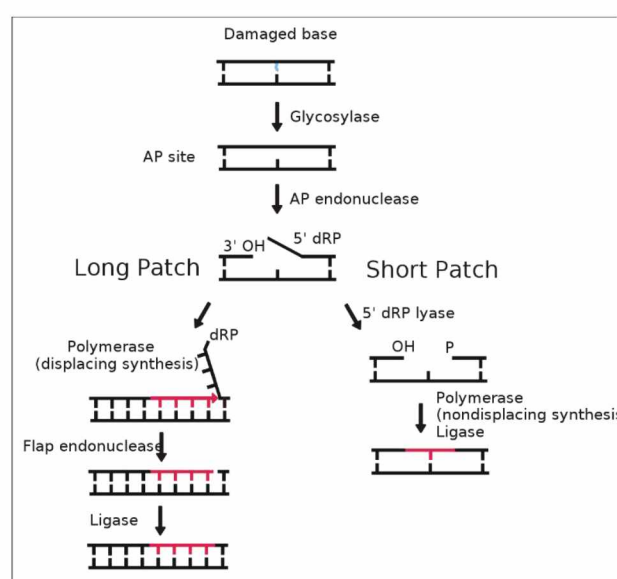 Damaged base
Glycosylase
AP site
AP endonuclease
3' OH
5' dRP
Long Patch
Short Patch
5' dRP lyase
dRP
Polymerase
(displacing synthesis)
OH
P
Polymerase
(nondisplacing synthesis
Ligase
Flap endonuclease
Ligase